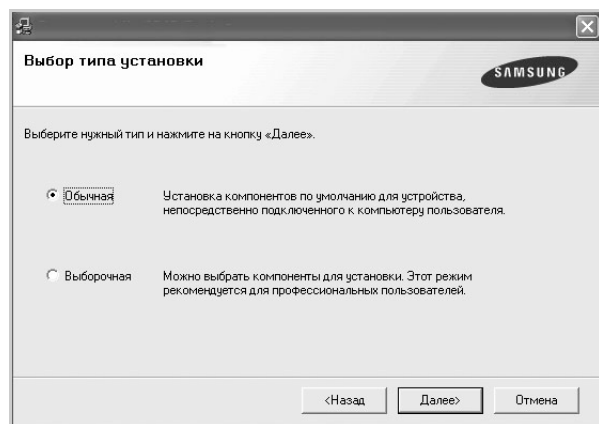 Выбор типа установки
SAMSUNG
Выберите нужный тип и нажмите на кнопку «Далее».
Обычная
Установка компонентов по умолчанию для устройства,
непосредственно подключенного к компьютеру пользователя.
Выборочная
Можно выбрать компоненты для установки. Этот режим
рекомендуется для профессиональных пользователей.
<Назад
Далее>
Отмена